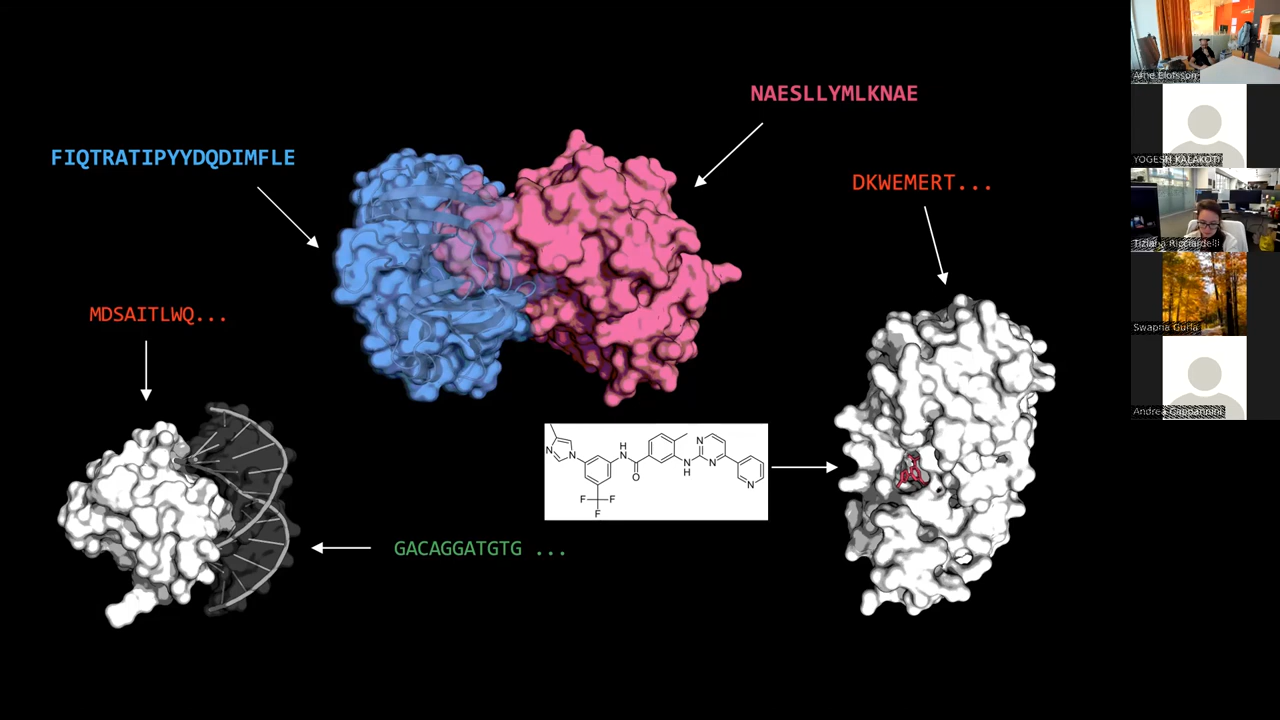 NAESLLYMLKNAE
FIQTRATIPYYDQDIMFLE
DKWEMERT...
MDSAITLWQ...
GACAGGATGTG ...
N
N
H
N
O
F
F
F
N
H
N
N
N
Arne Elofsson
YOGESH KALAKOTI
Tiziana Ricciardelli
Swapna Gurla
Andrea Cappannini